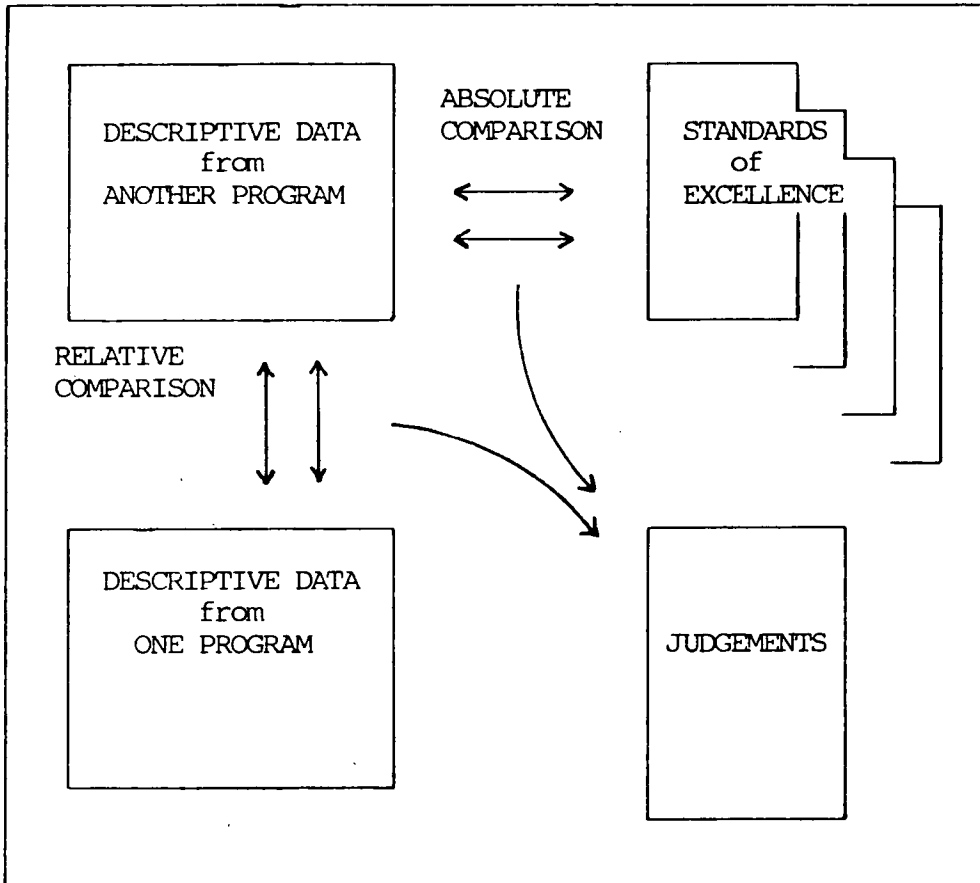 DESCRIPTIVE DATA
from
ANOTHER PROGRAM
ABSOLUTE
COMPARISON
STANDARDS
of
EXCELLENCE
RELATIVE
COMPARISON
DESCRIPTIVE DATA
from
ONE PROGRAM
JUDGEMENTS